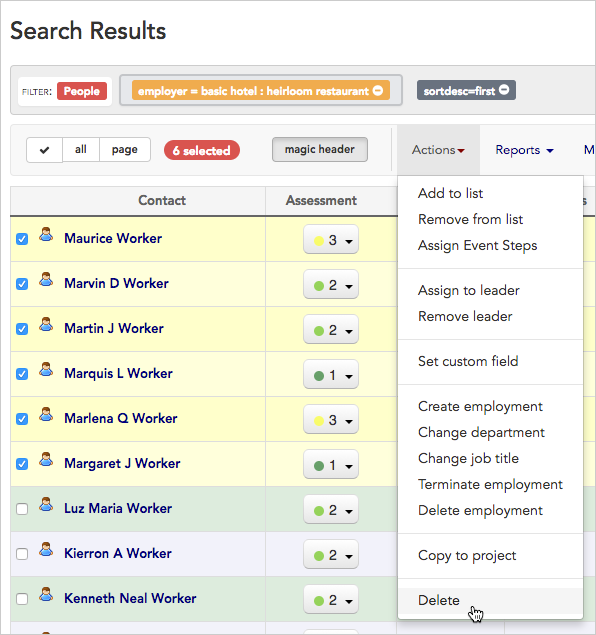 Search Results
FILTER: People employer = basic hotel : heirloom restaurant sortdesc=first
all page 6 selected magic header Actions Reports M
Contact Assessment s
Maurice Worker 3
Marvin D Worker 2
Martin J Worker 2
Marquis L Worker 1
Marlena Q Worker 3
Margaret J Worker 1
Luz Maria Worker 2
Kierron A Worker 2
Kenneth Neal Worker 2
Add to list
Remove from list
Assign Event Steps
Assign to leader
Remove leader
Set custom field
Create employment
Change department
Change job title
Terminate employment
Delete employment
Copy to project
Delete